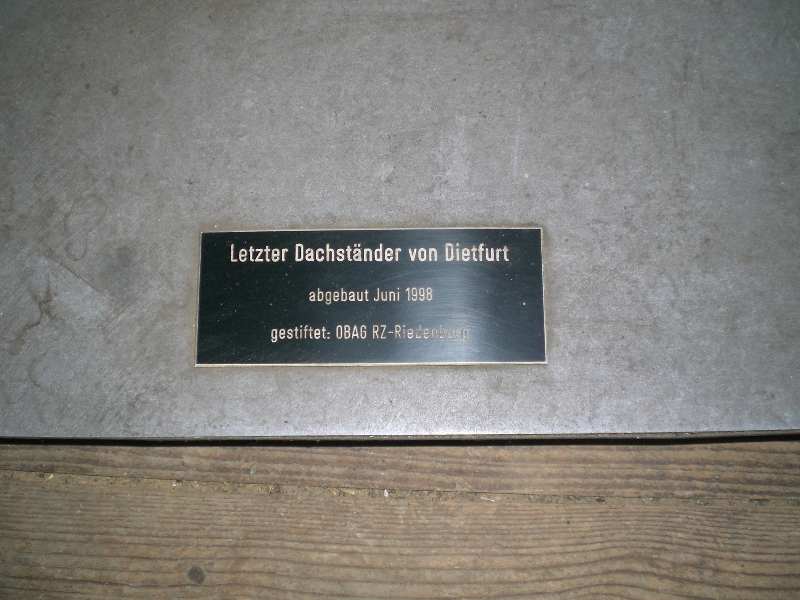 Letzter Dachständer von Dietfurt
abgebaut Juni 1998
gestiftet: OBAG RZ-Riedenburg